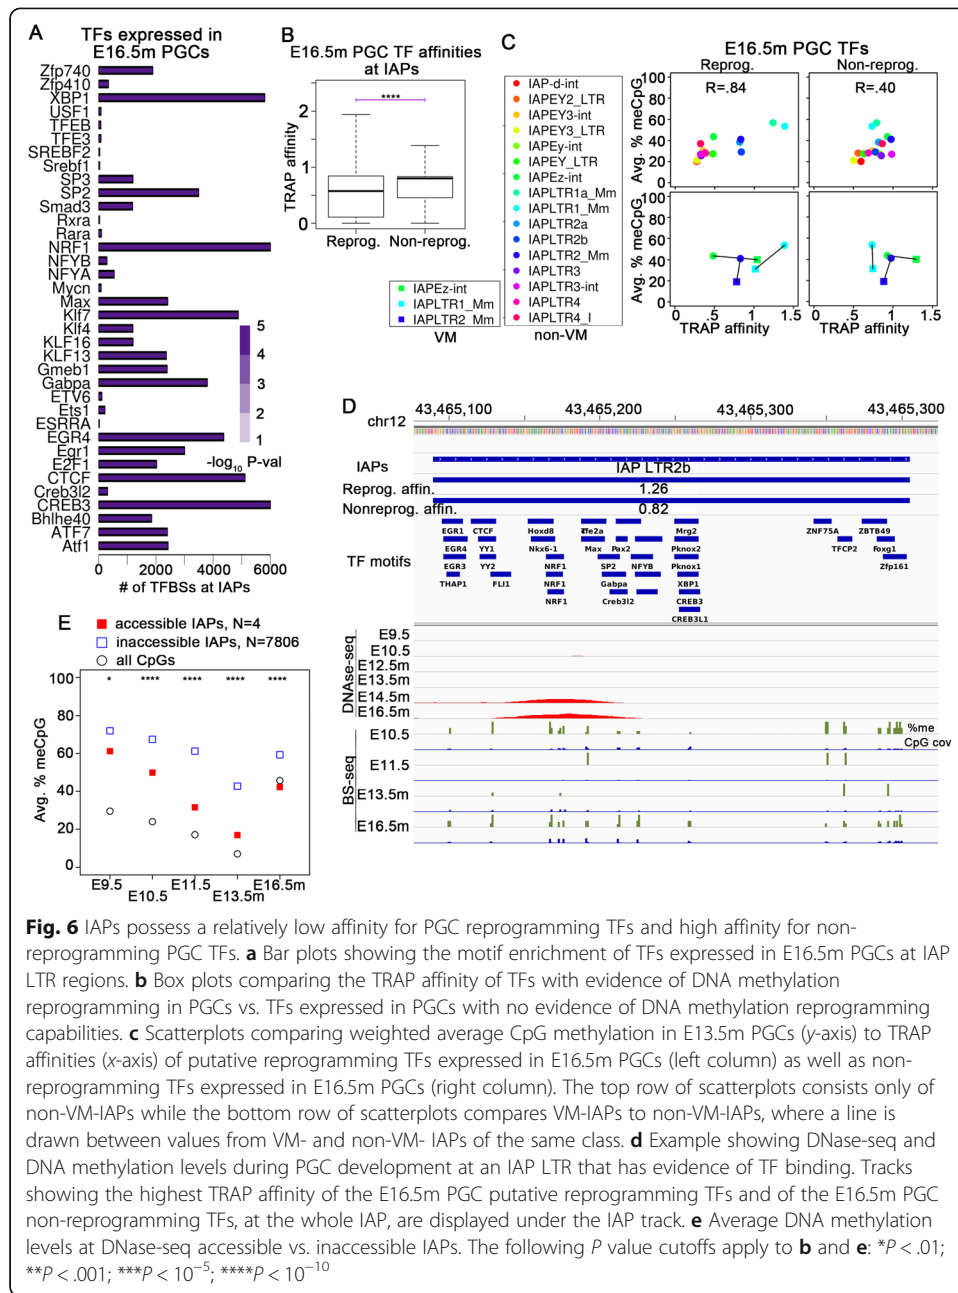 A
TFs expressed in
E16.5m PGCs
Zfp740
Zfp410
XBP1
USF1
TFEB
TFE3
SREBF2
Srebf1
SP3
SP2
Smad3
Rxra
Rara
NRF1
NFYB
NFYA
Mycn
Max
Klf7
Klf4
KLF16
KLF13
Gmeb1
Gabpa
ETV6
Ets1
ESRRA
EGR4
Egr1
E2F1
CTCF
Creb3l2
CREB3
Bhlhe40
ATF7
Atf1
5
4
3
2
1
-log10 P-val
0 2000 4000 6000
# of TFBSs at IAPs
B
E16.5m PGC TF affinities
at IAPs
****
TRAP affinity
2
1
0
Reprog. Non-reprog.
IAPEz-int
IAPLTR1_Mm
IAPLTR2_Mm
VM
C
IAP-d-int
IAPEY2_LTR
IAPEY3-int
IAPEY3_LTR
IAPEy-int
IAPEY_LTR
IAPEz-int
IAPLTR1a_Mm
IAPLTR1_Mm
IAPLTR2a
IAPLTR2b
IAPLTR2_Mm
IAPLTR3
IAPLTR3-int
IAPLTR4
IAPLTR4_I
non-VM
E16.5m PGC TFs
Reprog. Non-reprog.
R=.84 R=.40
Avg. % meCpG
100
80
60
40
20
0
Avg. % meCpG
100
80
60
40
20
0
0 .5 1 1.5 0 .5 1 1.5
TRAP affinity TRAP affinity
D
43,465,100 43,465,200 43,465,300 43,465,300
chr12
IAPs
IAP LTR2b
Reprog. affin. 1.26
Nonreprog. affin. 0.82
TF motifs
EGR1 CTCF Hoxd8 Tfe2a Mrg2 ZNF75A ZBTB49
EGR4 YY1 Nkx6-1 Max Pax2 Pknox2 TFCP2 Foxg1
EGR3 YY2 NRF1 SP2 NFYB Pknox1 Zfp161
THAP1 FLI1 NRF1 Gabpa XBP1
NRF1 Creb3l2 CREB3
CREB3L1
DNAse-seq
E9.5
E10.5
E12.5m
E13.5m
E14.5m
E16.5m
BS-seq
E10.5
%me
CpG cov
E11.5
E13.5m
E16.5m
E
accessible IAPs, N=4
inaccessible IAPs, N=7806
all CpGs
* **** **** **** ****
Avg. % meCpG
100
80
60
40
20
0
E9.5 E10.5 E11.5 E13.5m E16.5m
Fig. 6 IAPs possess a relatively low affinity for PGC reprogramming TFs and high affinity for non-
reprogramming PGC TFs. a Bar plots showing the motif enrichment of TFs expressed in E16.5m PGCs at IAP
LTR regions. b Box plots comparing the TRAP affinity of TFs with evidence of DNA methylation
reprogramming in PGCs vs. TFs expressed in PGCs with no evidence of DNA methylation reprogramming
capabilities. c Scatterplots comparing weighted average CpG methylation in E13.5m PGCs (y-axis) to TRAP
affinities (x-axis) of putative reprogramming TFs expressed in E16.5m PGCs (left column) as well as non-
reprogramming TFs expressed in E16.5m PGCs (right column). The top row of scatterplots consists only of
non-VM-IAPs while the bottom row of scatterplots compares VM-IAPs to non-VM-IAPs, where a line is
drawn between values from VM- and non-VM- IAPs of the same class. d Example showing DNase-seq and
DNA methylation levels during PGC development at an IAP LTR that has evidence of TF binding. Tracks
showing the highest TRAP affinity of the E16.5m PGC putative reprogramming TFs and of the E16.5m PGC
non-reprogramming TFs, at the whole IAP, are displayed under the IAP track. e Average DNA methylation
levels at DNase-seq accessible vs. inaccessible IAPs. The following P value cutoffs apply to b and e: *P < .01;
**P < .001; ***P < 10−5; ****P < 10−10